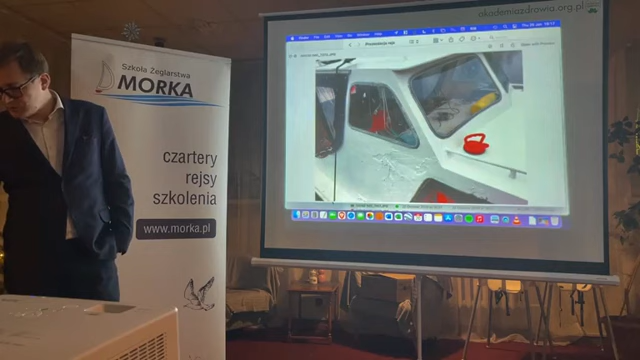 akademiazdrowia.org.pl
Szkoła Żeglarstwa
MORKA
czartery
rejsy
szkolenia
www.morka.pl